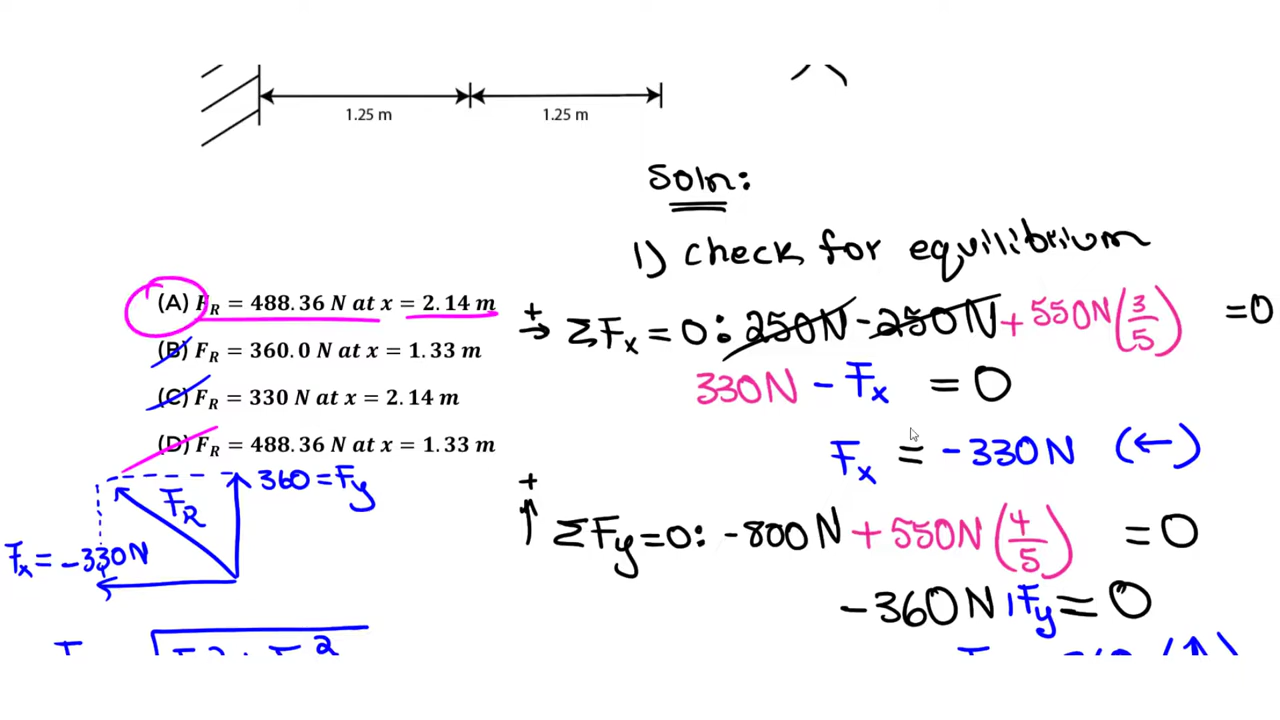 1.25 m
1.25 m
Soln:
1) check for equilibrium
(A) F_R = 488.36 N at x = 2.14 m
(B) F_R = 360.0 N at x = 1.33 m
(C) F_R = 330 N at x = 2.14 m
(D) F_R = 488.36 N at x = 1.33 m
+→ ΣFx = 0: 250N - 250N + 550N(3/5) = 0
330N - Fx = 0
Fx = -330N (←)
+↑ ΣFy = 0: -800N + 550N(4/5) = 0
-360N + Fy = 0
360 = Fy
F_R
Fx = -330N